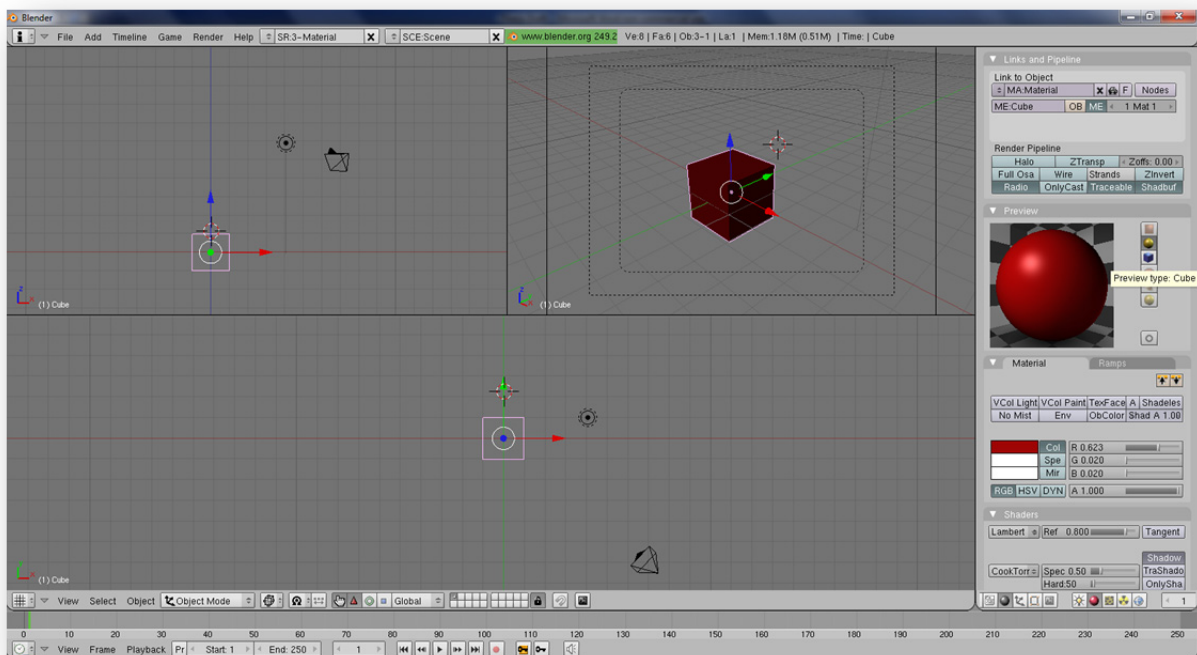 Blender
File Add Timeline Game Render Help SR:3-Material SCE:Scene www.blender.org 249.2 Ve:8 | Fa:6 | Ob:3-1 | La:1 | Mem:1.18M (0.51M) | Time: | Cube
(1) Cube
(1) Cube
(1) Cube
View Select Object Object Mode Global
0 10 20 30 40 50 60 70 80 90 100 110 120 130 140 150 160 170 180 190 200 210 220 230 240 250
View Frame Playback Pr Start: 1 End: 250 1
Links and Pipeline
Link to Object
MA:Material F Nodes
ME:Cube OB ME 1 Mat 1
Render Pipeline
Halo ZTransp Zoffs: 0.00
Full Osa Wire Strands ZInvert
Radio OnlyCast Traceable Shadbuf
Preview
Preview type: Cube
Material Ramps
VCol Light VCol Paint TexFace A Shadeles
No Mist Env ObColor Shad A 1.00
Col R 0.623
Spe G 0.020
Mir B 0.020
RGB HSV DYN A 1.000
Shaders
Lambert Ref 0.800 Tangent
Shadow
CookTorr Spec 0.50 TraShado
Hard:50 OnlySha
1